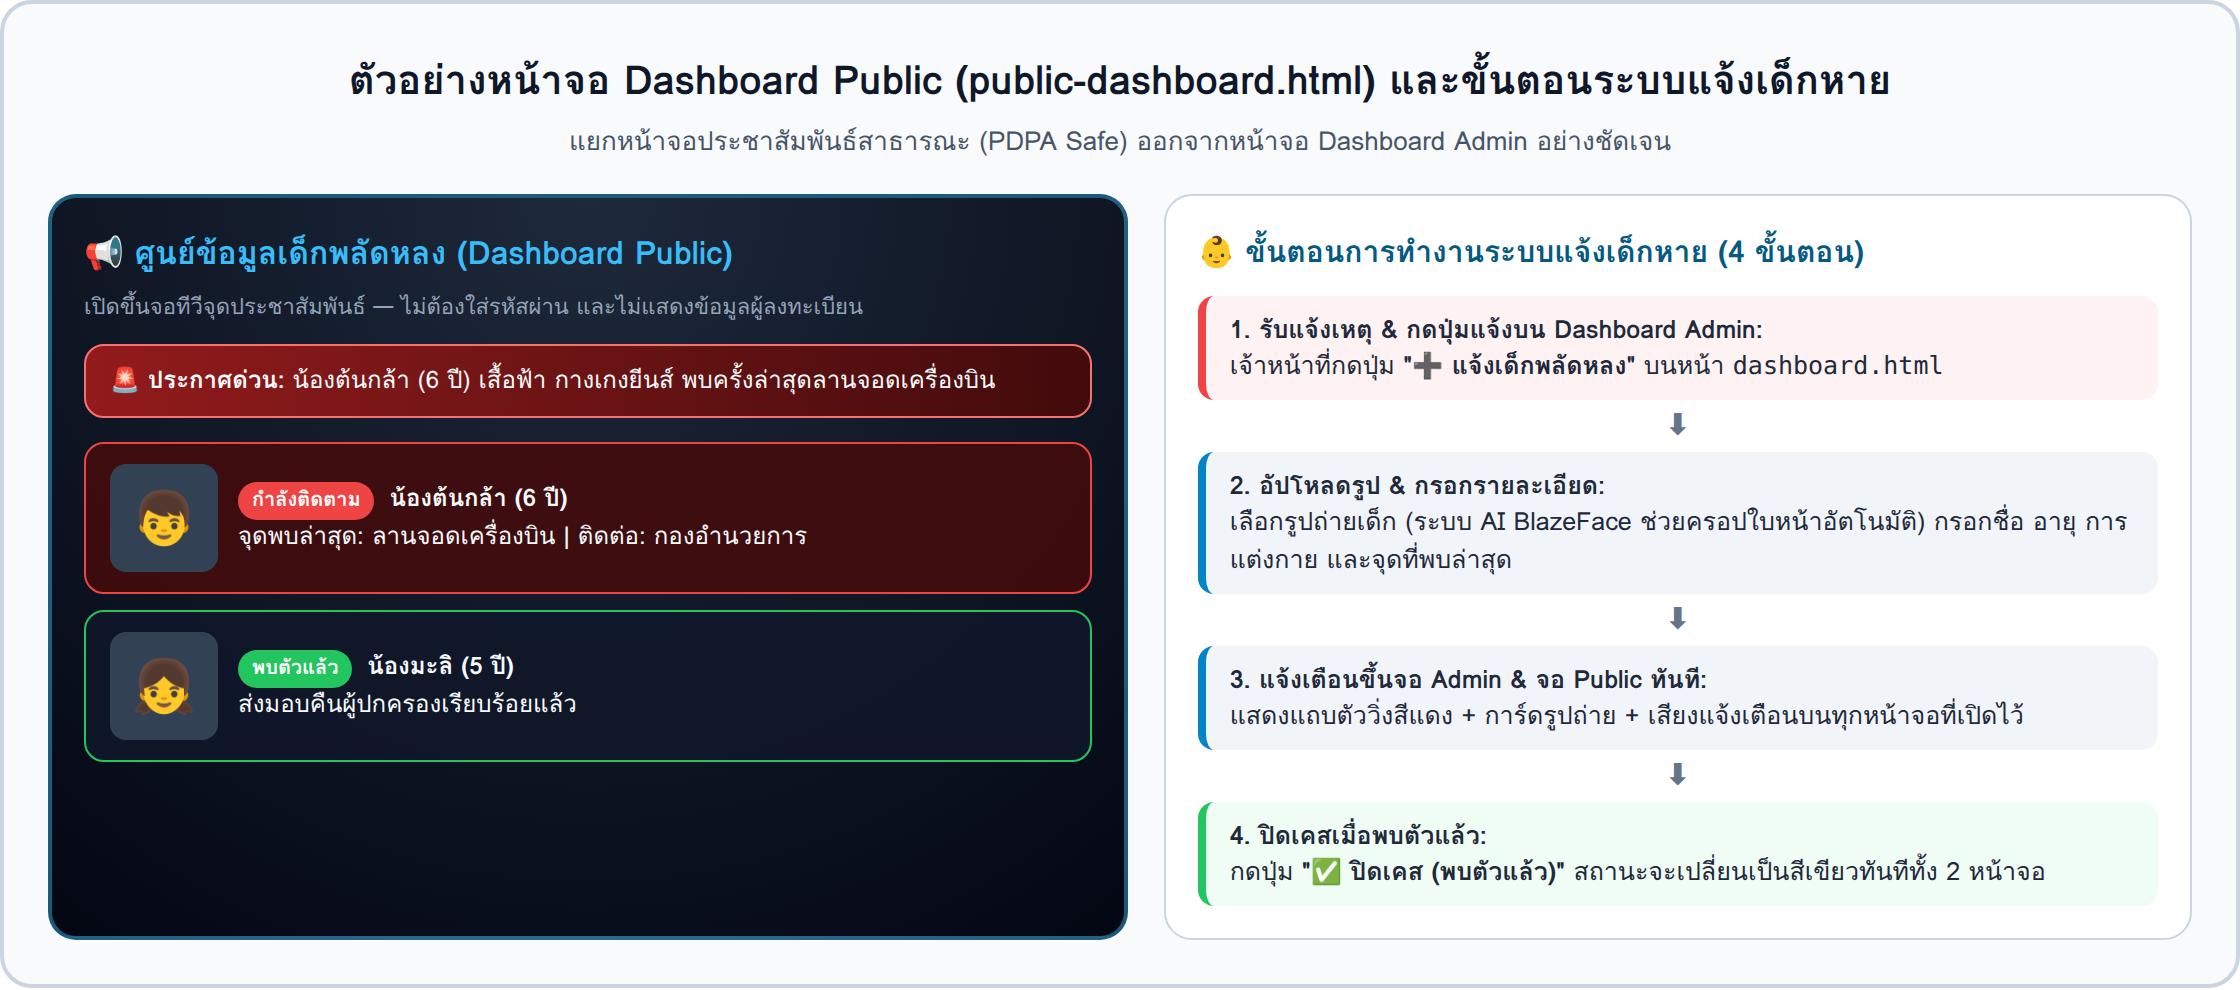 ตัวอย่างหน้าจอ Dashboard Public (public-dashboard.html) และขั้นตอนระบบแจ้งเด็กหาย
แยกหน้าจอประชาสัมพันธ์สาธารณะ (PDPA Safe) ออกจากหน้าจอ Dashboard Admin อย่างชัดเจน
📢 ศูนย์ข้อมูลเด็กพลัดหลง (Dashboard Public)
เปิดขึ้นจอทีวีจุดประชาสัมพันธ์ — ไม่ต้องใส่รหัสผ่าน และไม่แสดงข้อมูลผู้ลงทะเบียน
🚨 ประกาศด่วน: น้องต้นกล้า (6 ปี) เสื้อฟ้า กางเกงยีนส์ พบครั้งล่าสุดลานจอดเครื่องบิน
กำลังติดตาม น้องต้นกล้า (6 ปี)
จุดพบล่าสุด: ลานจอดเครื่องบิน | ติดต่อ: กองอำนวยการ
พบตัวแล้ว น้องมะลิ (5 ปี)
ส่งมอบคืนผู้ปกครองเรียบร้อยแล้ว
👶 ขั้นตอนการทำงานระบบแจ้งเด็กหาย (4 ขั้นตอน)
1. รับแจ้งเหตุ & กดปุ่มแจ้งบน Dashboard Admin:
เจ้าหน้าที่กดปุ่ม "➕ แจ้งเด็กพลัดหลง" บนหน้า dashboard.html
⬇
2. อัปโหลดรูป & กรอกรายละเอียด:
เลือกรูปถ่ายเด็ก (ระบบ AI BlazeFace ช่วยครอปใบหน้าอัตโนมัติ) กรอกชื่อ อายุ การ
แต่งกาย และจุดที่พบล่าสุด
⬇
3. แจ้งเตือนขึ้นจอ Admin & จอ Public ทันที:
แสดงแถบตัววิ่งสีแดง + การ์ดรูปถ่าย + เสียงแจ้งเตือนบนทุกหน้าจอที่เปิดไว้
⬇
4. ปิดเคสเมื่อพบตัวแล้ว:
กดปุ่ม "✅ ปิดเคส (พบตัวแล้ว)" สถานะจะเปลี่ยนเป็นสีเขียวทันทีทั้ง 2 หน้าจอ